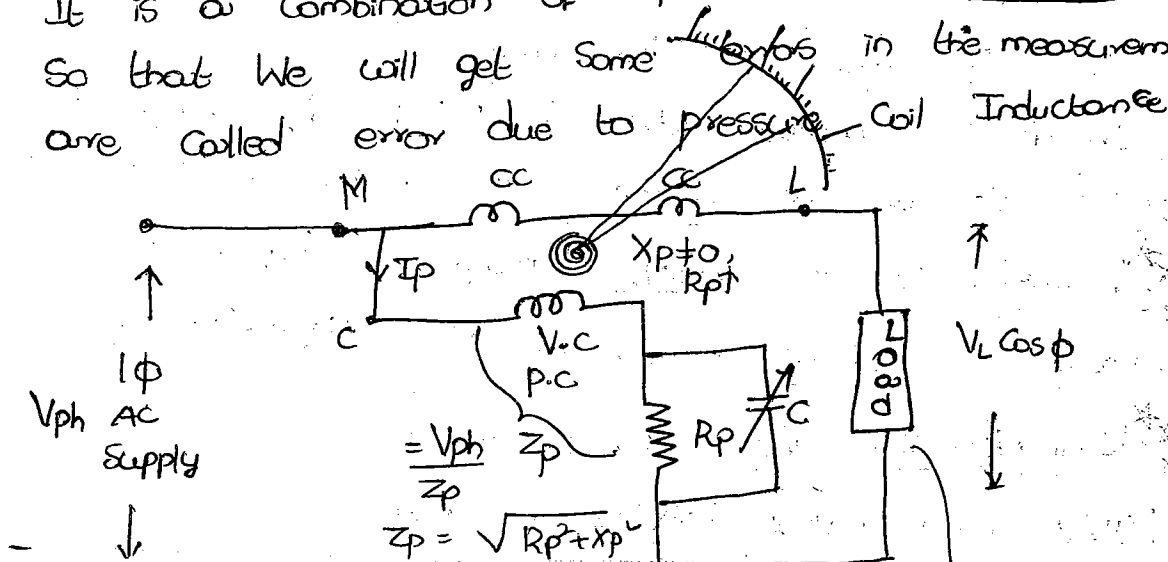 It is a Combination of
So that We will get Some errors in the measurem
are Called error due to pressure Coil Inductance
M CC CC L
Ip Xp≠0,
Rp↑
C V.C
P.C
1φ
Vph AC
Supply
= Vph
Zp
Zp
Rp C
Load
VL Cosφ
Zp = √Rp²+Xp²